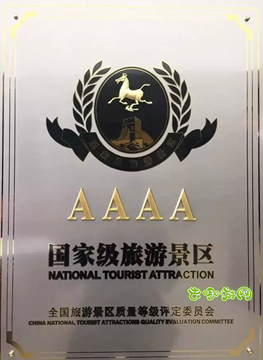 AAAA
国家级旅游景区
NATIONAL TOURIST ATTRACTION
全国旅游景区质量等级评定委员会
CHINA NATIONAL TOURIST ATTRACTIONS QUALITY EVALUATION COMMITTEE